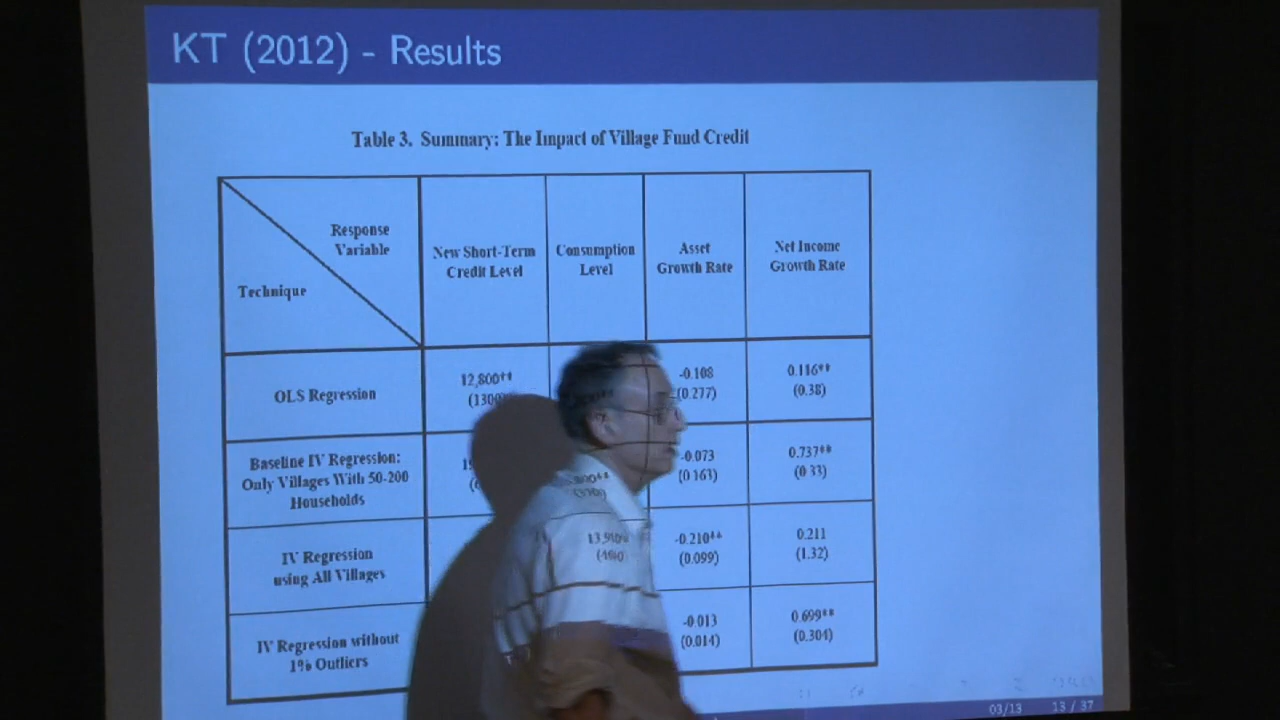 KT (2012) - Results
Table 3. Summary: The Impact of Village Fund Credit
Response
Variable
Technique
New Short-Term
Credit Level
Consumption
Level
Asset
Growth Rate
Net Income
Growth Rate
OLS Regression
12,800**
(1300
-0.108
(0.277)
0.116**
(0.38)
Baseline IV Regression:
Only Villages With 50-200
Households
-0.073
(0.163)
0.737**
(0.33)
IV Regression
using All Villages
-0.210**
(0.099)
0.211
(1.32)
IV Regression without
1% Outliers
-0.013
(0.014)
0.699**
(0.304)
03/13 13 / 37